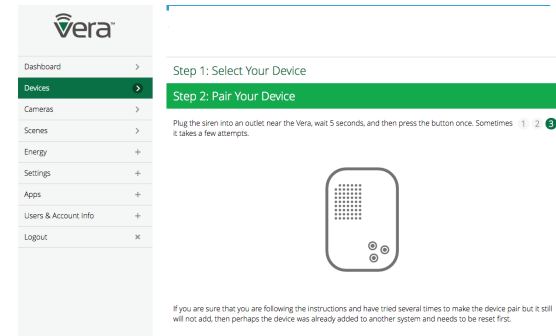 Vera™
Dashboard
Devices
Cameras
Scenes
Energy
Settings
Apps
Users & Account Info
Logout
Step 1: Select Your Device
Step 2: Pair Your Device
Plug the siren into an outlet near the Vera, wait 5 seconds, and then press the button once. Sometimes
it takes a few attempts.
1 2 3
If you are sure that you are following the instructions and have tried several times to make the device pair but it still
will not add, then perhaps the device was already added to another system and needs to be reset first.